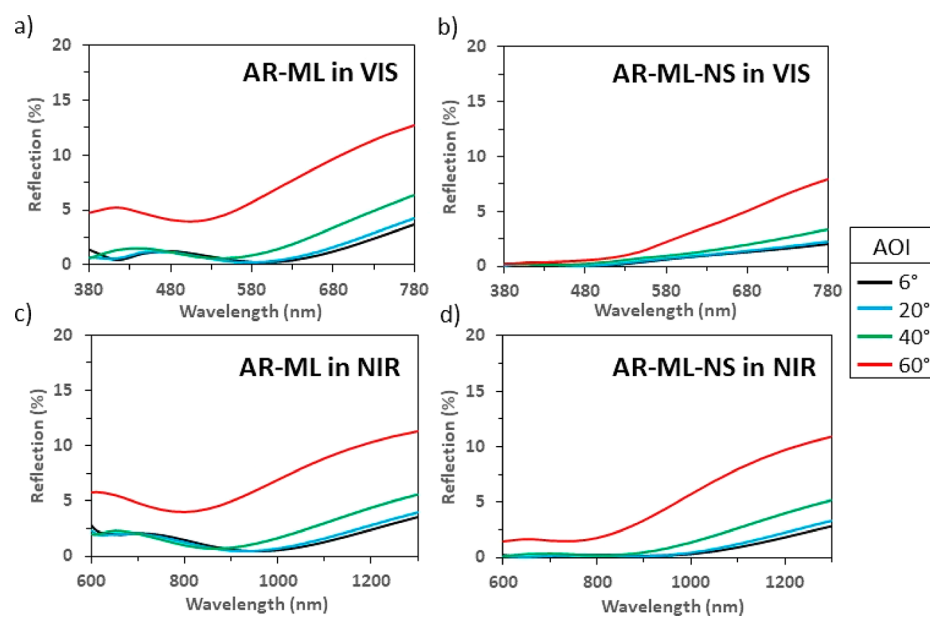 a)
AR-ML in VIS
20
15
10
5
0
Reflection (%)
380 480 580 680 780
Wavelength (nm)
b)
AR-ML-NS in VIS
20
15
10
5
0
Reflection (%)
380 480 580 680 780
Wavelength (nm)
AOI
6°
20°
40°
60°
c)
AR-ML in NIR
20
15
10
5
0
Reflection (%)
600 800 1000 1200
Wavelength (nm)
d)
AR-ML-NS in NIR
20
15
10
5
0
Reflection (%)
600 800 1000 1200
Wavelength (nm)